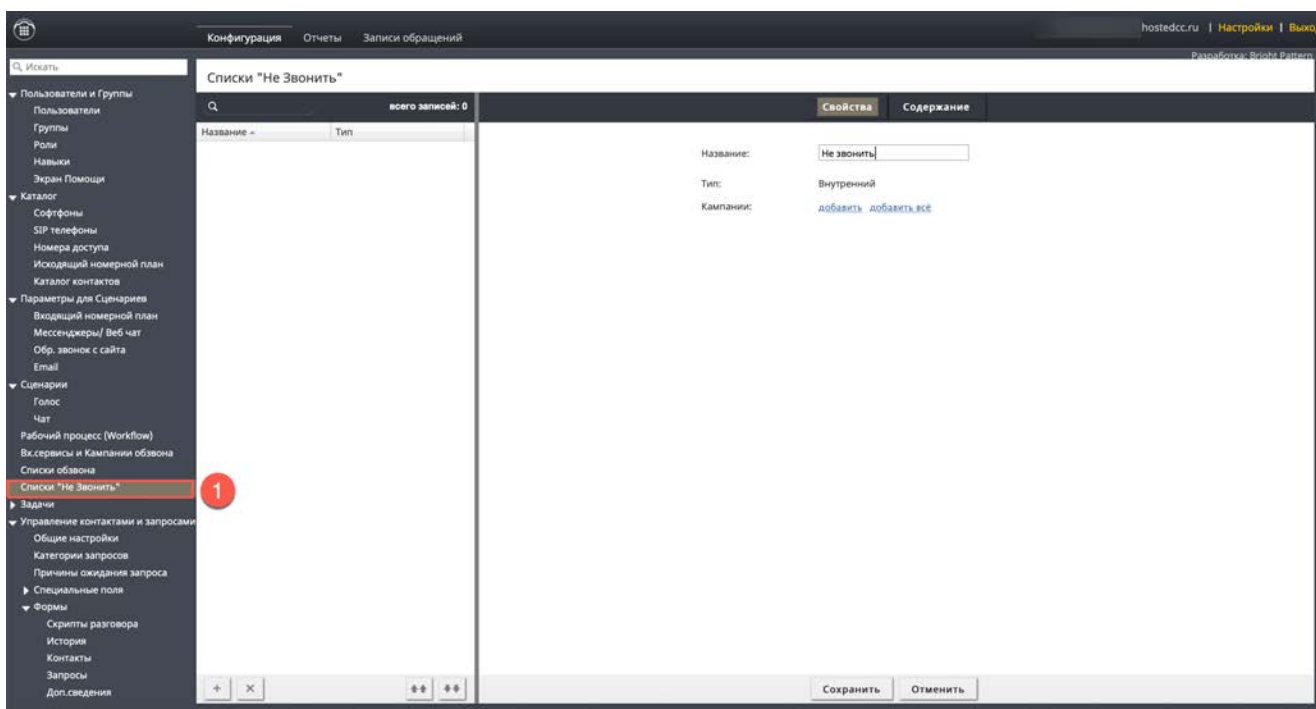 hostedcc.ru | Настройки | Выхо
Конфигурация Отчеты Записи обращений
Разработка: Bright Pattern
Искать
Списки "Не Звонить"
Пользователи и Группы
Пользователи
Группы
Роли
Навыки
Экран Помощи
Каталог
Софтфоны
SIP телефоны
Номера доступа
Исходящий номерной план
Каталог контактов
Параметры для Сценариев
Входящий номерной план
Мессенджеры/ Веб чат
Обр. звонок с сайта
Email
Сценарии
Голос
Чат
Рабочий процесс (Workflow)
Вх.сервисы и Кампании обзвона
Списки обзвона
Списки "Не Звонить"
1
Задачи
Управление контактами и запросами
Общие настройки
Категории запросов
Причины ожидания запроса
Специальные поля
Формы
Скрипты разговора
История
Контакты
Запросы
Доп.сведения
всего записей: 0
Название Тип
Свойства Содержание
Название: Не звонить
Тип: Внутренний
Кампании: добавить добавить всё
Сохранить Отменить